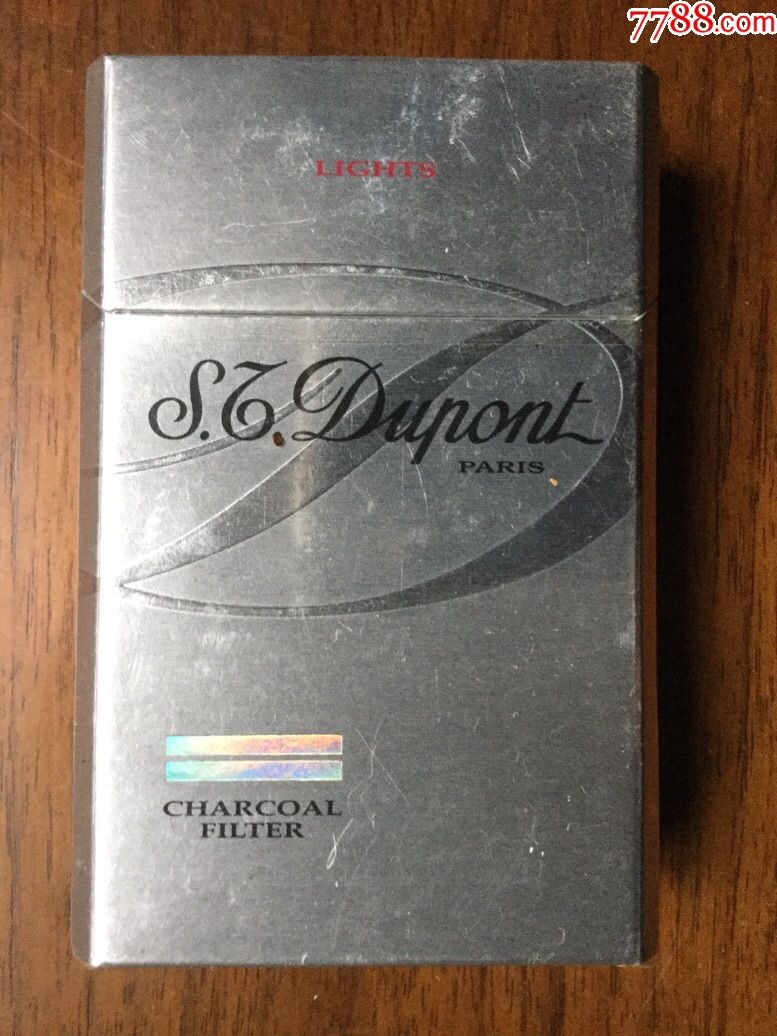 7788.com
LIGHTS
S.T. Dupont
PARIS
CHARCOAL
FILTER